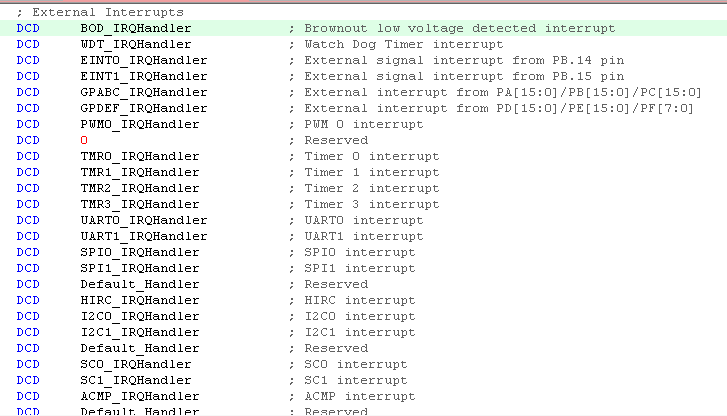 ; External Interrupts
DCD BOD_IRQHandler ; Brownout low voltage detected interrupt
DCD WDT_IRQHandler ; Watch Dog Timer interrupt
DCD EINT0_IRQHandler ; External signal interrupt from PB.14 pin
DCD EINT1_IRQHandler ; External signal interrupt from PB.15 pin
DCD GPABC_IRQHandler ; External interrupt from PA[15:0]/PB[15:0]/PC[15:0]
DCD GPDEF_IRQHandler ; External interrupt from PD[15:0]/PE[15:0]/PF[7:0]
DCD PWM0_IRQHandler ; PWM 0 interrupt
DCD 0 ; Reserved
DCD TMR0_IRQHandler ; Timer 0 interrupt
DCD TMR1_IRQHandler ; Timer 1 interrupt
DCD TMR2_IRQHandler ; Timer 2 interrupt
DCD TMR3_IRQHandler ; Timer 3 interrupt
DCD UART0_IRQHandler ; UART0 interrupt
DCD UART1_IRQHandler ; UART1 interrupt
DCD SPI0_IRQHandler ; SPI0 interrupt
DCD SPI1_IRQHandler ; SPI1 interrupt
DCD Default_Handler ; Reserved
DCD HIRC_IRQHandler ; HIRC interrupt
DCD I2C0_IRQHandler ; I2C0 interrupt
DCD I2C1_IRQHandler ; I2C1 interrupt
DCD Default_Handler ; Reserved
DCD SC0_IRQHandler ; SC0 interrupt
DCD SC1_IRQHandler ; SC1 interrupt
DCD ACMP_IRQHandler ; ACMP interrupt
DCD Default_Handler ; Reserved